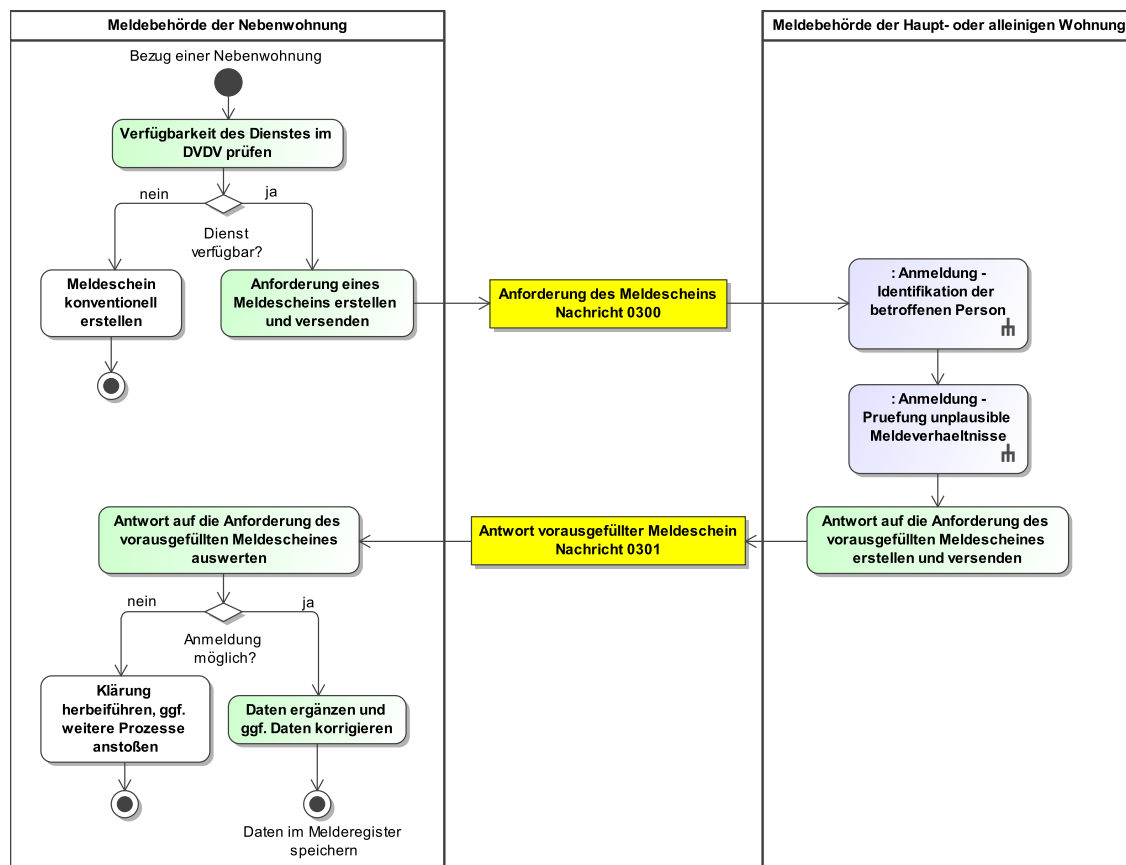 Meldebehörde der Nebenwohnung
Meldebehörde der Haupt- oder alleinigen Wohnung
Bezug einer Nebenwohnung
Verfügbarkeit des Dienstes im
DVDV prüfen
nein
ja
Dienst
verfügbar?
Meldeschein
konventionell
erstellen
Anforderung eines
Meldescheins erstellen
und versenden
Anforderung des Meldescheins
Nachricht 0300
: Anmeldung -
Identifikation der
betroffenen Person
: Anmeldung -
Pruefung unplausible
Meldeverhaeltnisse
Antwort auf die Anforderung des
vorausgefüllten Meldescheines
erstellen und versenden
Antwort vorausgefüllter Meldeschein
Nachricht 0301
Antwort auf die Anforderung des
vorausgefüllten Meldescheines
auswerten
nein
ja
Anmeldung
möglich?
Klärung
herbeiführen, ggf.
weitere Prozesse
anstoßen
Daten ergänzen und
ggf. Daten korrigieren
Daten im Melderegister
speichern